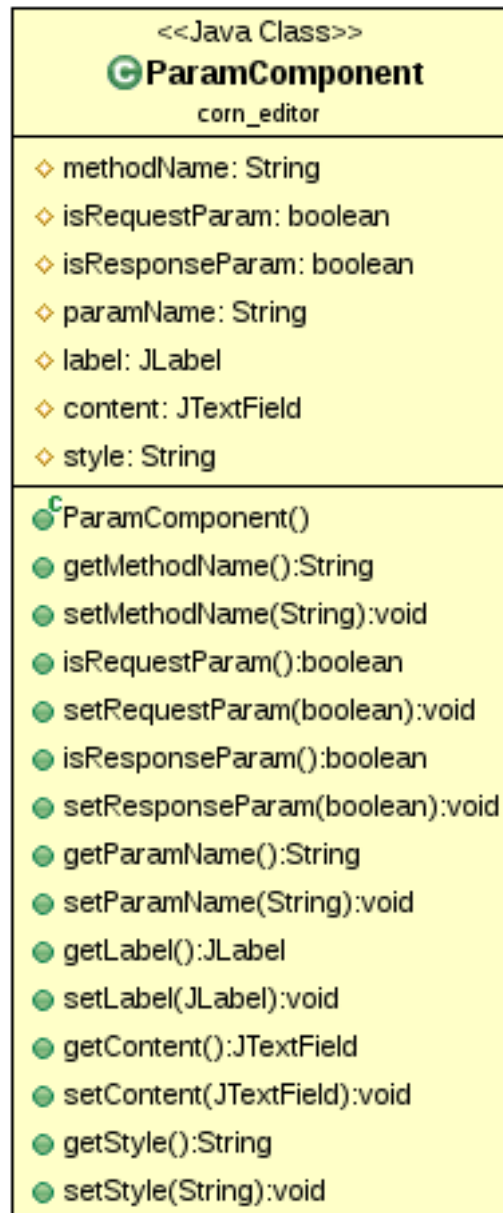 <<Java Class>>
C ParamComponent
corn_editor
methodName: String
isRequestParam: boolean
isResponseParam: boolean
paramName: String
label: JLabel
content: JTextField
style: String
c ParamComponent()
getMethodName():String
setMethodName(String):void
isRequestParam():boolean
setRequestParam(boolean):void
isResponseParam():boolean
setResponseParam(boolean):void
getParamName():String
setParamName(String):void
getLabel():JLabel
setLabel(JLabel):void
getContent():JTextField
setContent(JTextField):void
getStyle():String
setStyle(String):void